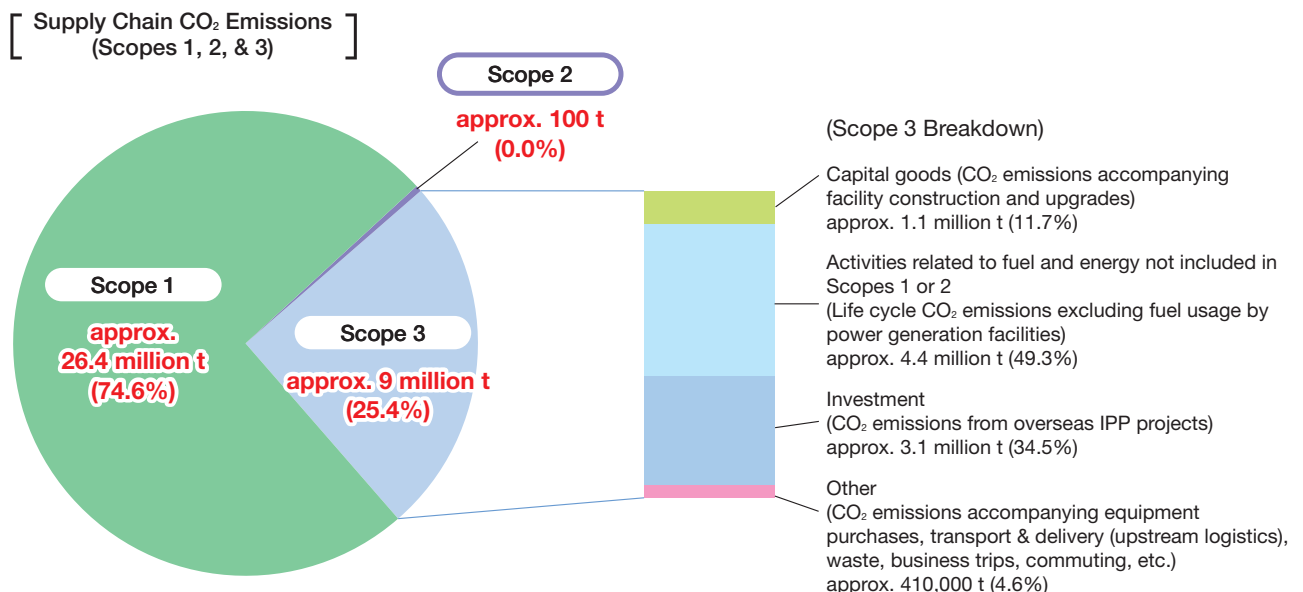 Supply Chain CO₂ Emissions
(Scopes 1, 2, & 3)
Scope 2
approx. 100 t
(0.0%)
Scope 1
approx.
26.4 million t
(74.6%)
Scope 3
approx. 9 million t
(25.4%)
(Scope 3 Breakdown)
Capital goods (CO₂ emissions accompanying
facility construction and upgrades)
approx. 1.1 million t (11.7%)
Activities related to fuel and energy not included in
Scopes 1 or 2
(Life cycle CO₂ emissions excluding fuel usage by
power generation facilities)
approx. 4.4 million t (49.3%)
Investment
(CO₂ emissions from overseas IPP projects)
approx. 3.1 million t (34.5%)
Other
(CO₂ emissions accompanying equipment
purchases, transport & delivery (upstream logistics),
waste, business trips, commuting, etc.)
approx. 410,000 t (4.6%)